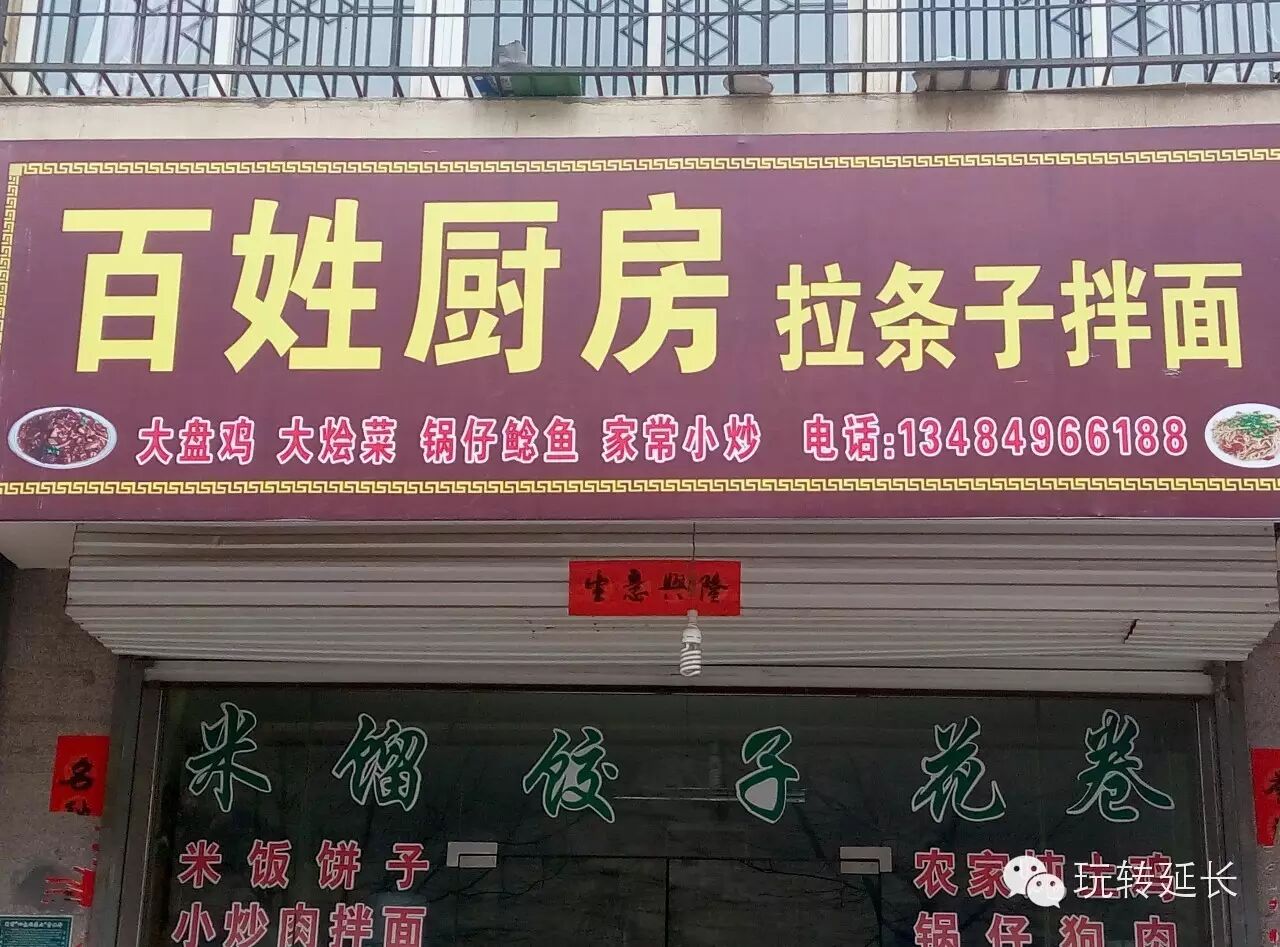 百姓厨房 拉条子拌面
大盘鸡 大烩菜 锅仔鲶鱼 家常小炒 电话:13484966188
生意興隆
米馏 饺子 花卷
米饭饼子
小炒肉拌面
农家
锅仔狗肉
玩转延长